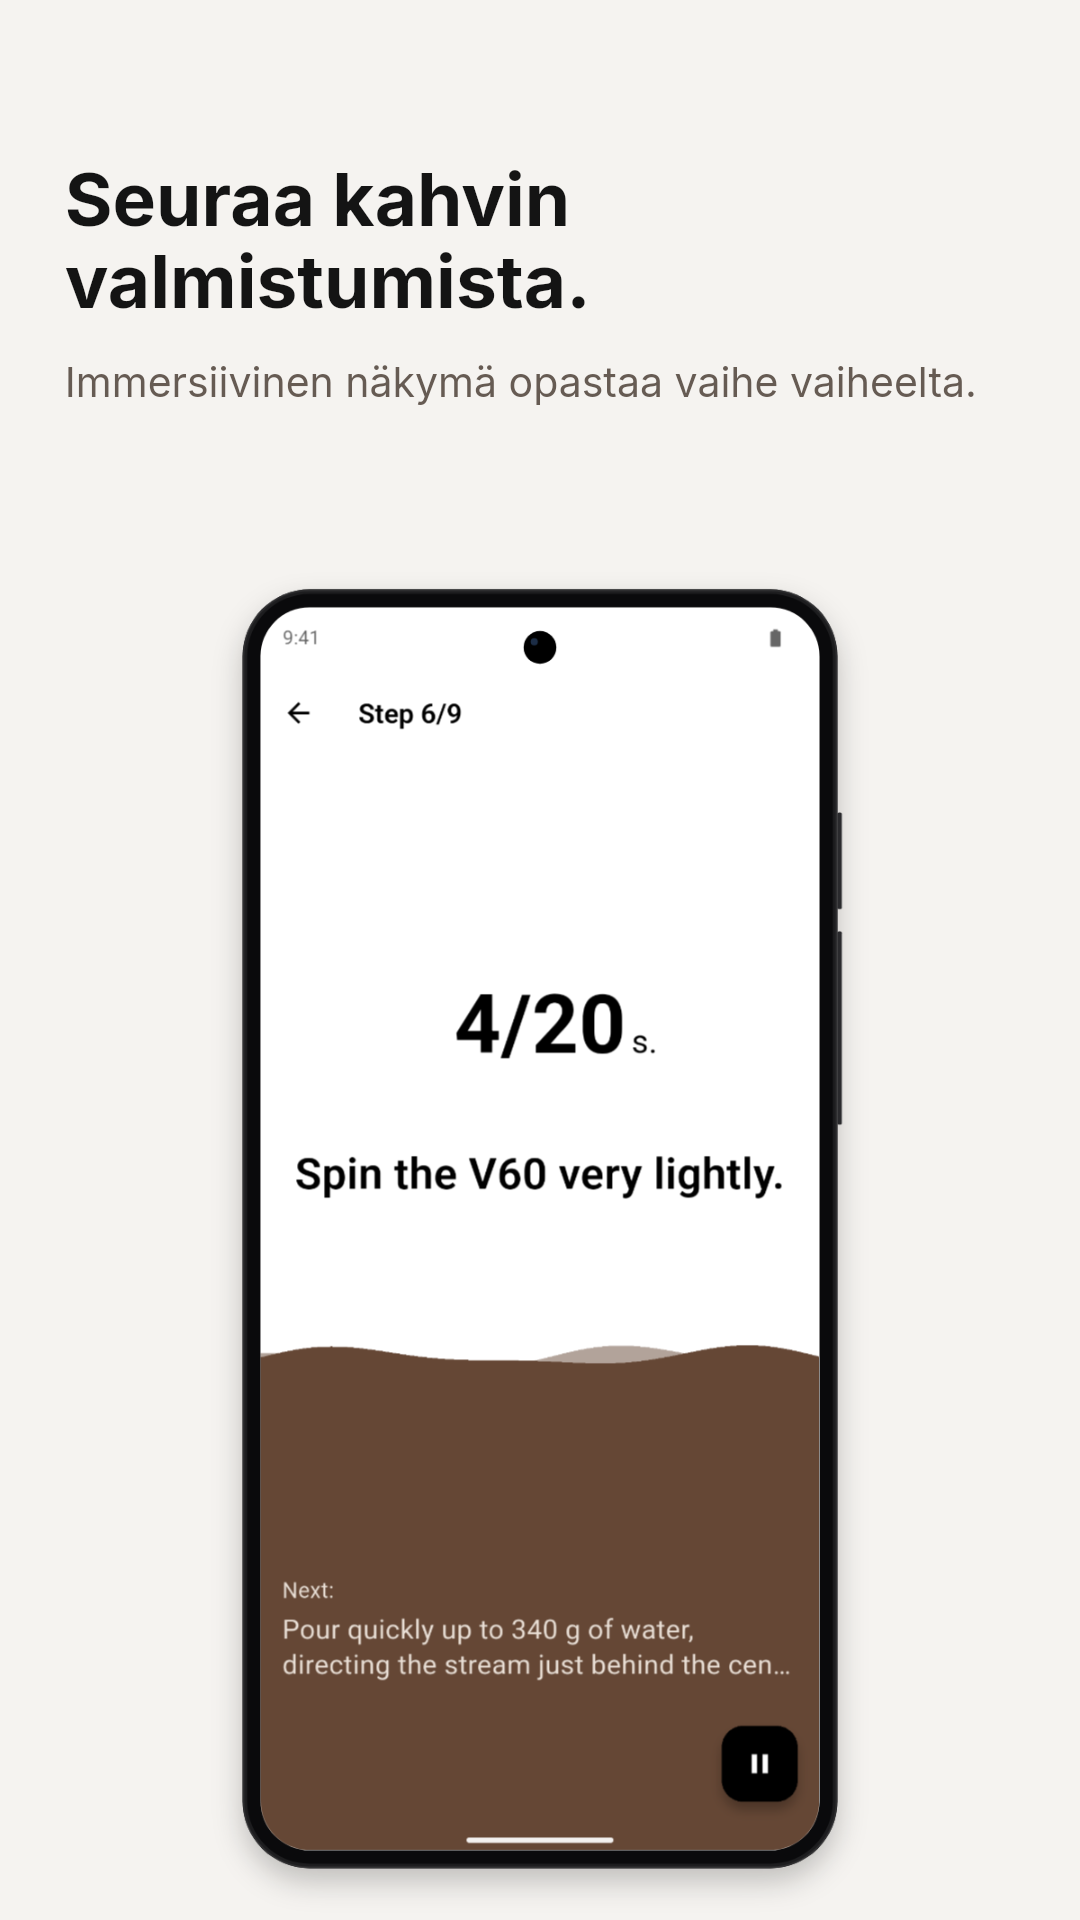 Seuraa kahvin
valmistumista.
Immersiivinen näkymä opastaa vaihe vaiheelta.
9:41
Step 6/9
4/20 s.
Spin the V60 very lightly.
Next:
Pour quickly up to 340 g of water,
directing the stream just behind the cen…